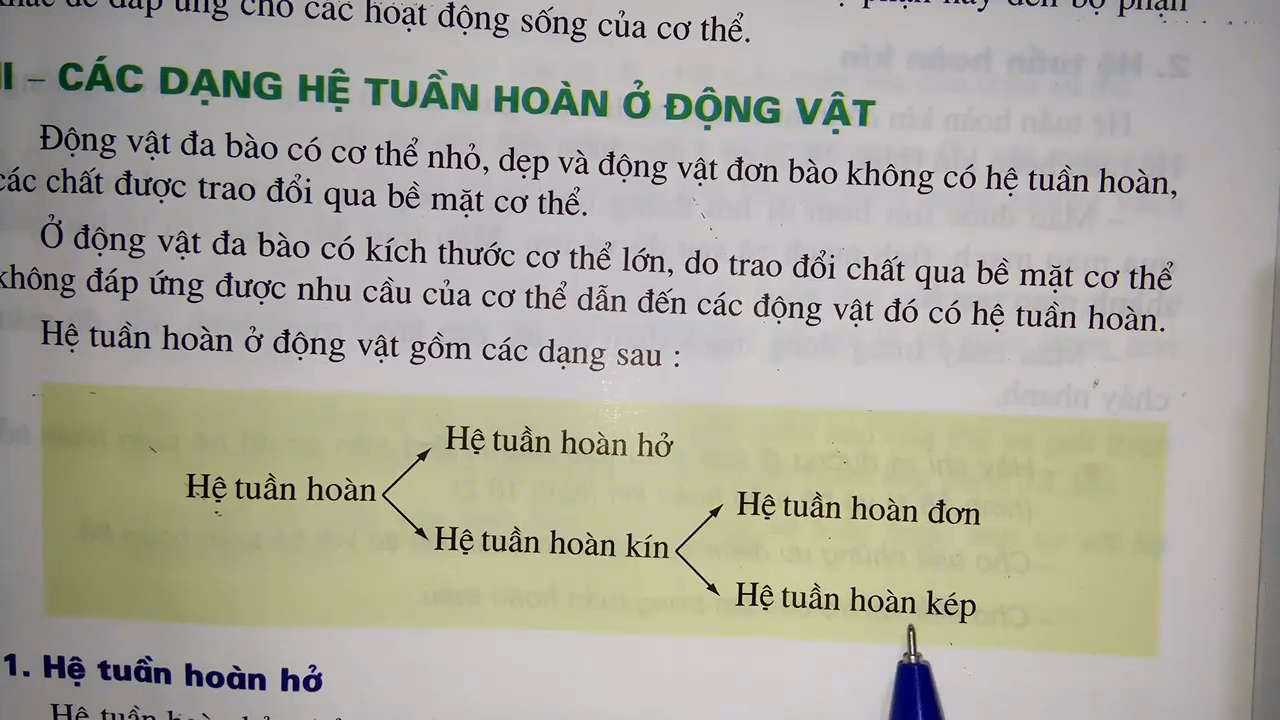 đáp ứng cho các hoạt động sống của cơ thể.
II – CÁC DẠNG HỆ TUẦN HOÀN Ở ĐỘNG VẬT
Động vật đa bào có cơ thể nhỏ, dẹp và động vật đơn bào không có hệ tuần hoàn,
các chất được trao đổi qua bề mặt cơ thể.
Ở động vật đa bào có kích thước cơ thể lớn, do trao đổi chất qua bề mặt cơ thể
không đáp ứng được nhu cầu của cơ thể dẫn đến các động vật đó có hệ tuần hoàn.
Hệ tuần hoàn ở động vật gồm các dạng sau :
Hệ tuần hoàn hở
Hệ tuần hoàn
Hệ tuần hoàn đơn
Hệ tuần hoàn kín
Hệ tuần hoàn kép
1. Hệ tuần hoàn hở
Hệ tuần